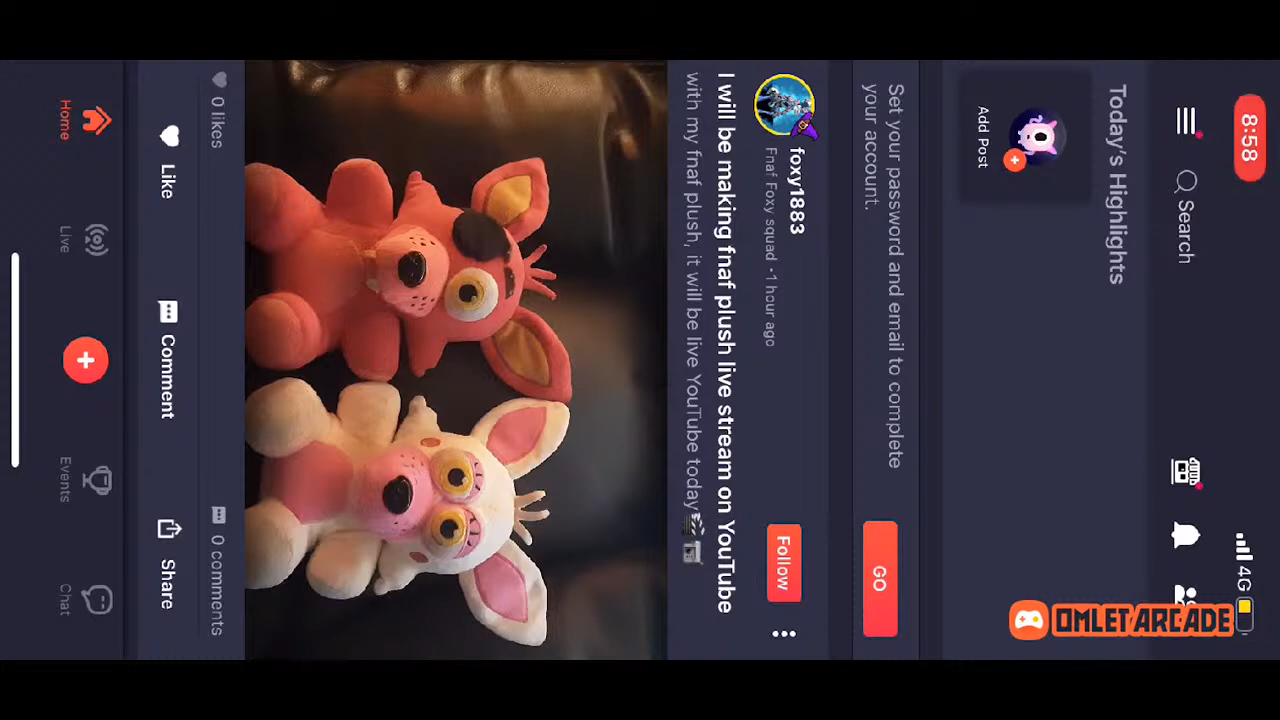 8:58
4G
Search
Today's Highlights
Add Post
Set your password and email to complete
your account.
GO
foxy1883
Fnaf Foxy squad • 1 hour ago
Follow
I will be making fnaf plush live stream on YouTube
with my fnaf plush, it will be live YouTube today
0 likes
0 comments
Like
Comment
Share
Home
Live
Events
Chat
OMLET ARCADE